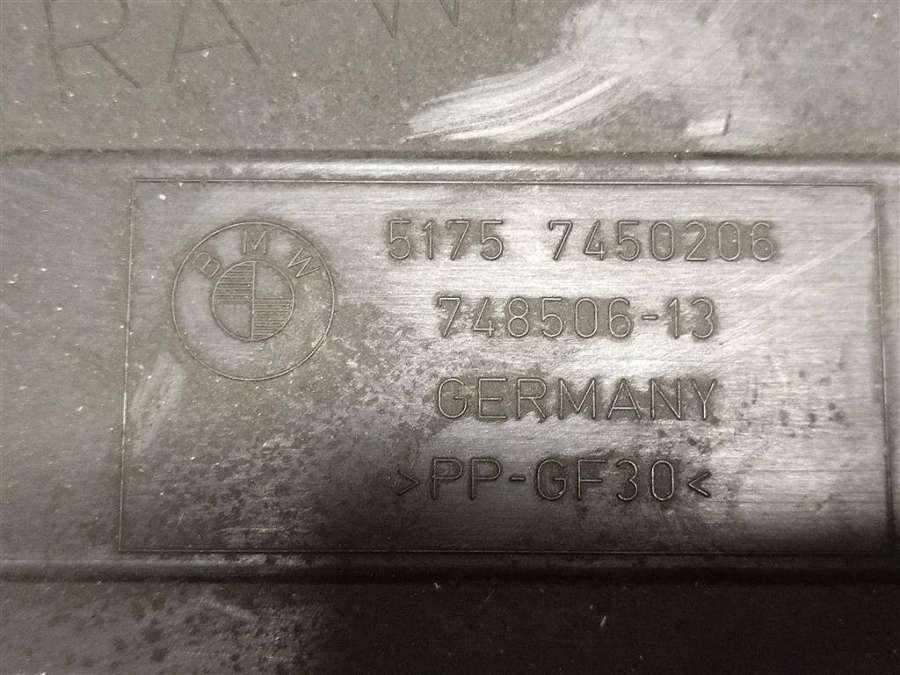 BMW
5175 7450206
748506-13
GERMANY
>PP-GF30<